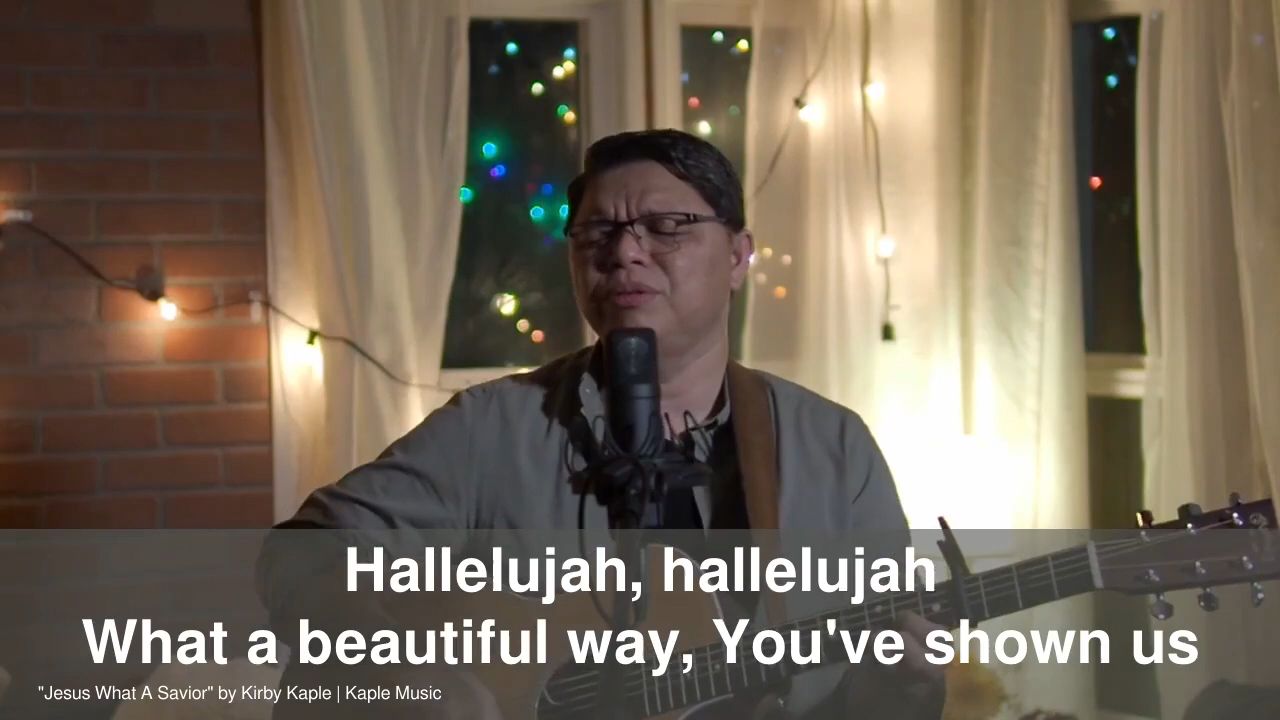 Hallelujah, hallelujah
What a beautiful way, You've shown us
"Jesus What A Savior" by Kirby Kaple | Kaple Music